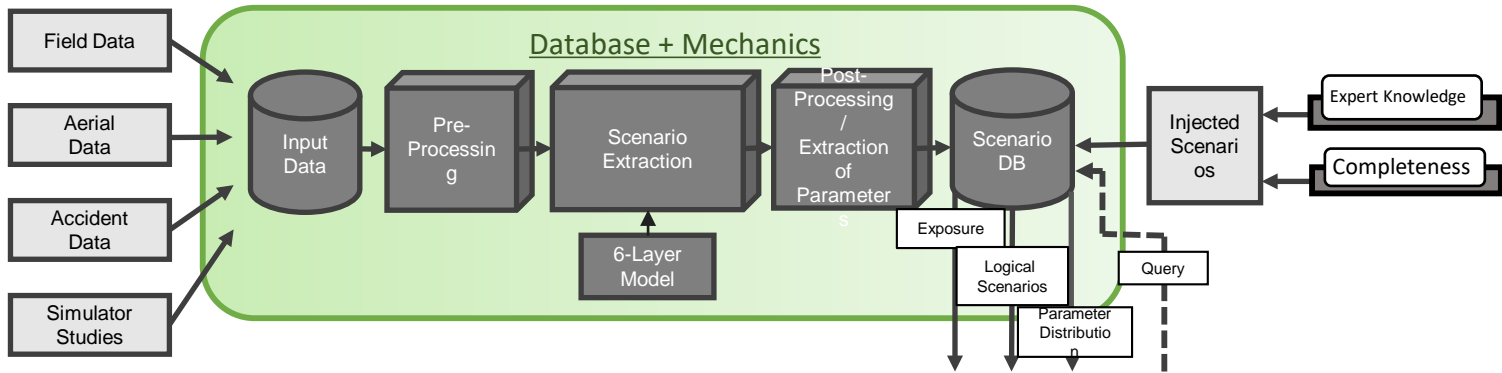 Field Data
Aerial
Data
Accident
Data
Simulator
Studies
Database + Mechanics
Input
Data
Pre-
Processin
g
Scenario
Extraction
6-Layer
Model
Post-
Processing
/
Extraction
of
Parameter
s
Scenario
DB
Exposure
Logical
Scenarios
Parameter
Distributio
n
Query
Injected
Scenari
os
Expert Knowledge
Completeness